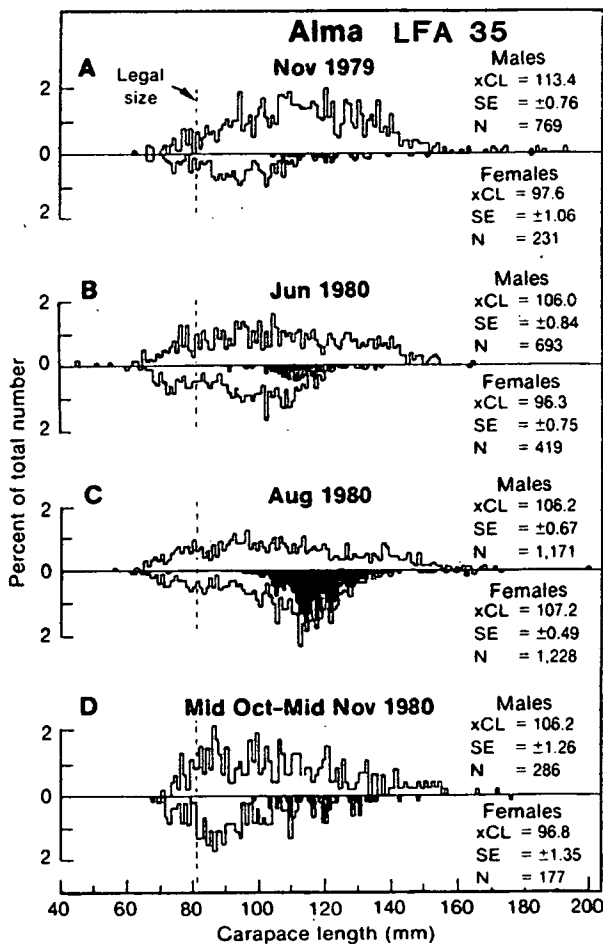 Alma LFA 35
A
Nov 1979
Legal
size
Males
xCL = 113.4
SE = ±0.76
N = 769
Females
xCL = 97.6
SE = ±1.06
N = 231
2
0
2
B
Jun 1980
Males
xCL = 106.0
SE = ±0.84
N = 693
Females
xCL = 96.3
SE = ±0.75
N = 419
2
0
2
C
Aug 1980
Males
xCL = 106.2
SE = ±0.67
N = 1,171
Females
xCL = 107.2
SE = ±0.49
N = 1,228
2
0
2
D
Mid Oct-Mid Nov 1980
Males
xCL = 106.2
SE = ±1.26
N = 286
Females
xCL = 96.8
SE = ±1.35
N = 177
2
0
2
Percent of total number
40 60 80 100 120 140 160 180 200
Carapace length (mm)